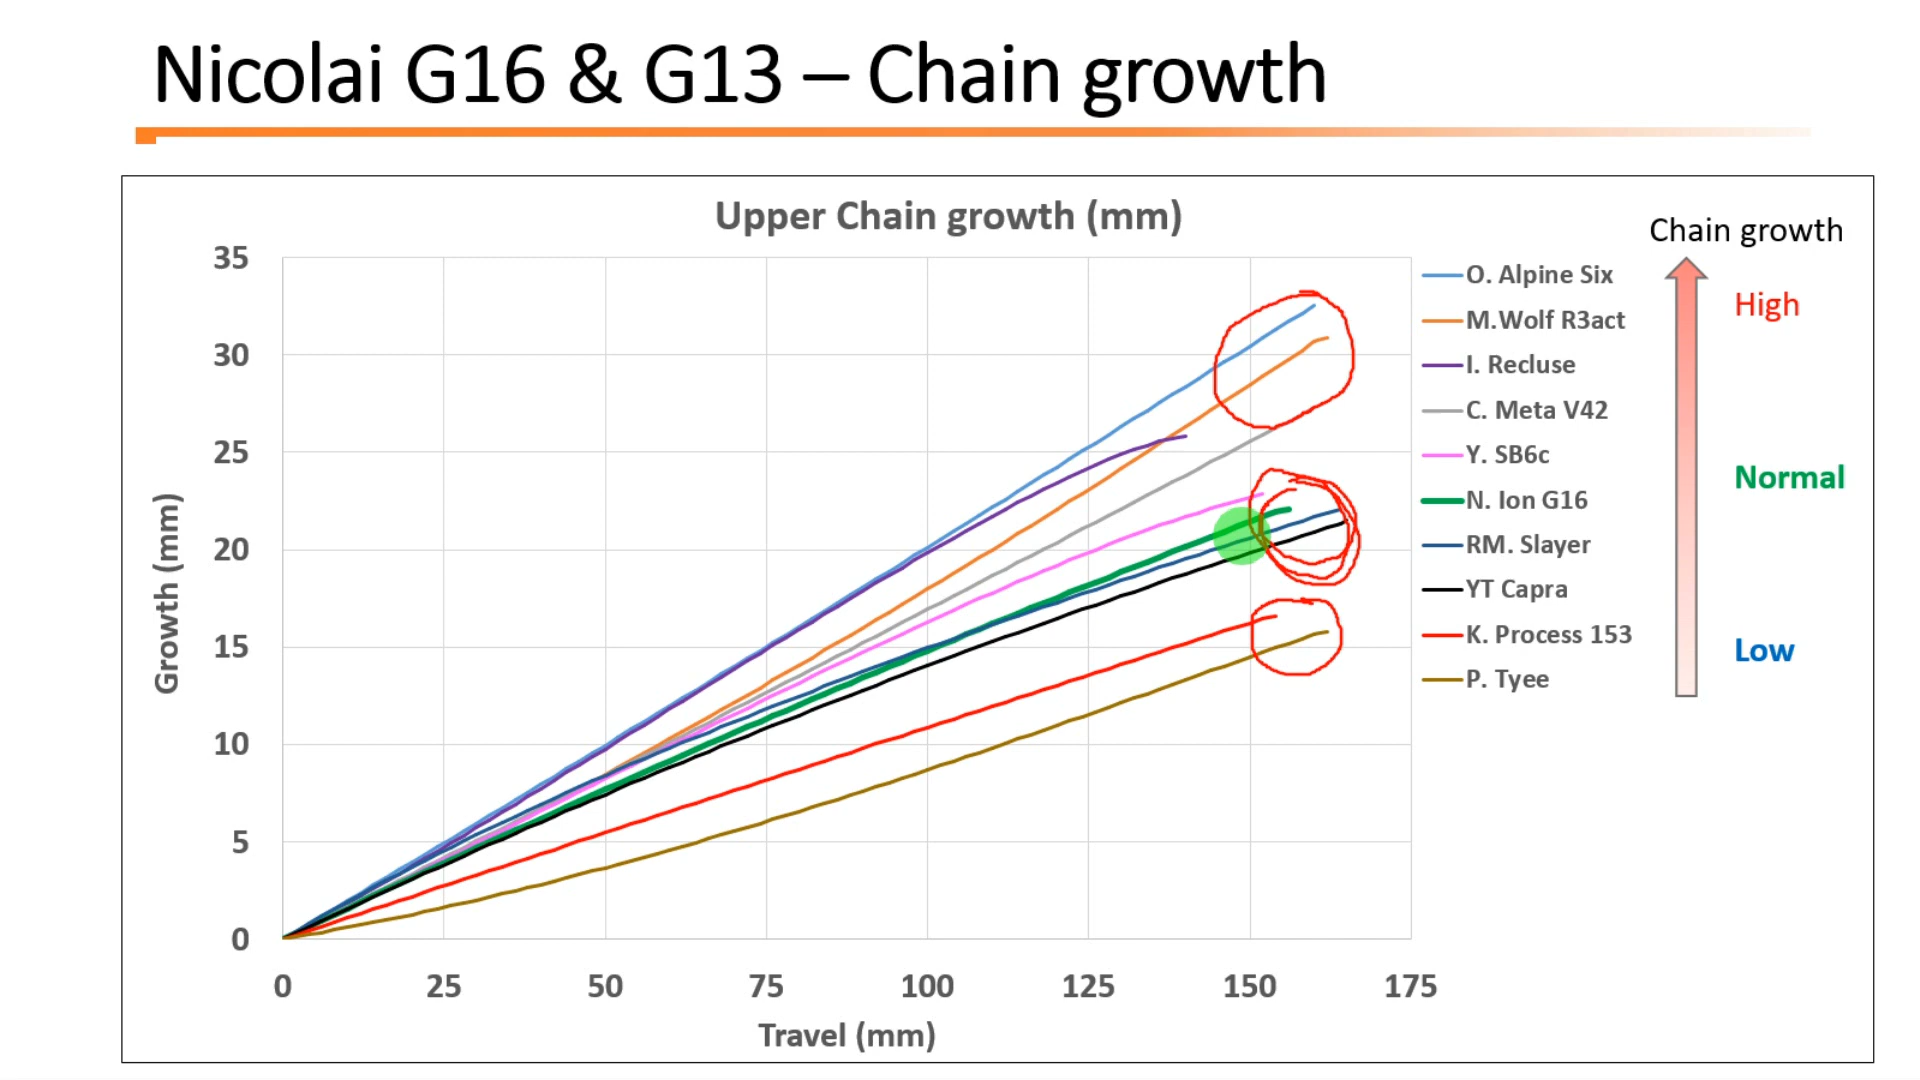 Nicolai G16 & G13 – Chain growth
Upper Chain growth (mm)
Chain growth
High
Normal
Low
O. Alpine Six
M.Wolf R3act
I. Recluse
C. Meta V42
Y. SB6c
N. Ion G16
RM. Slayer
YT Capra
K. Process 153
P. Tyee
Growth (mm)
35
30
25
20
15
10
5
0
0 25 50 75 100 125 150 175
Travel (mm)